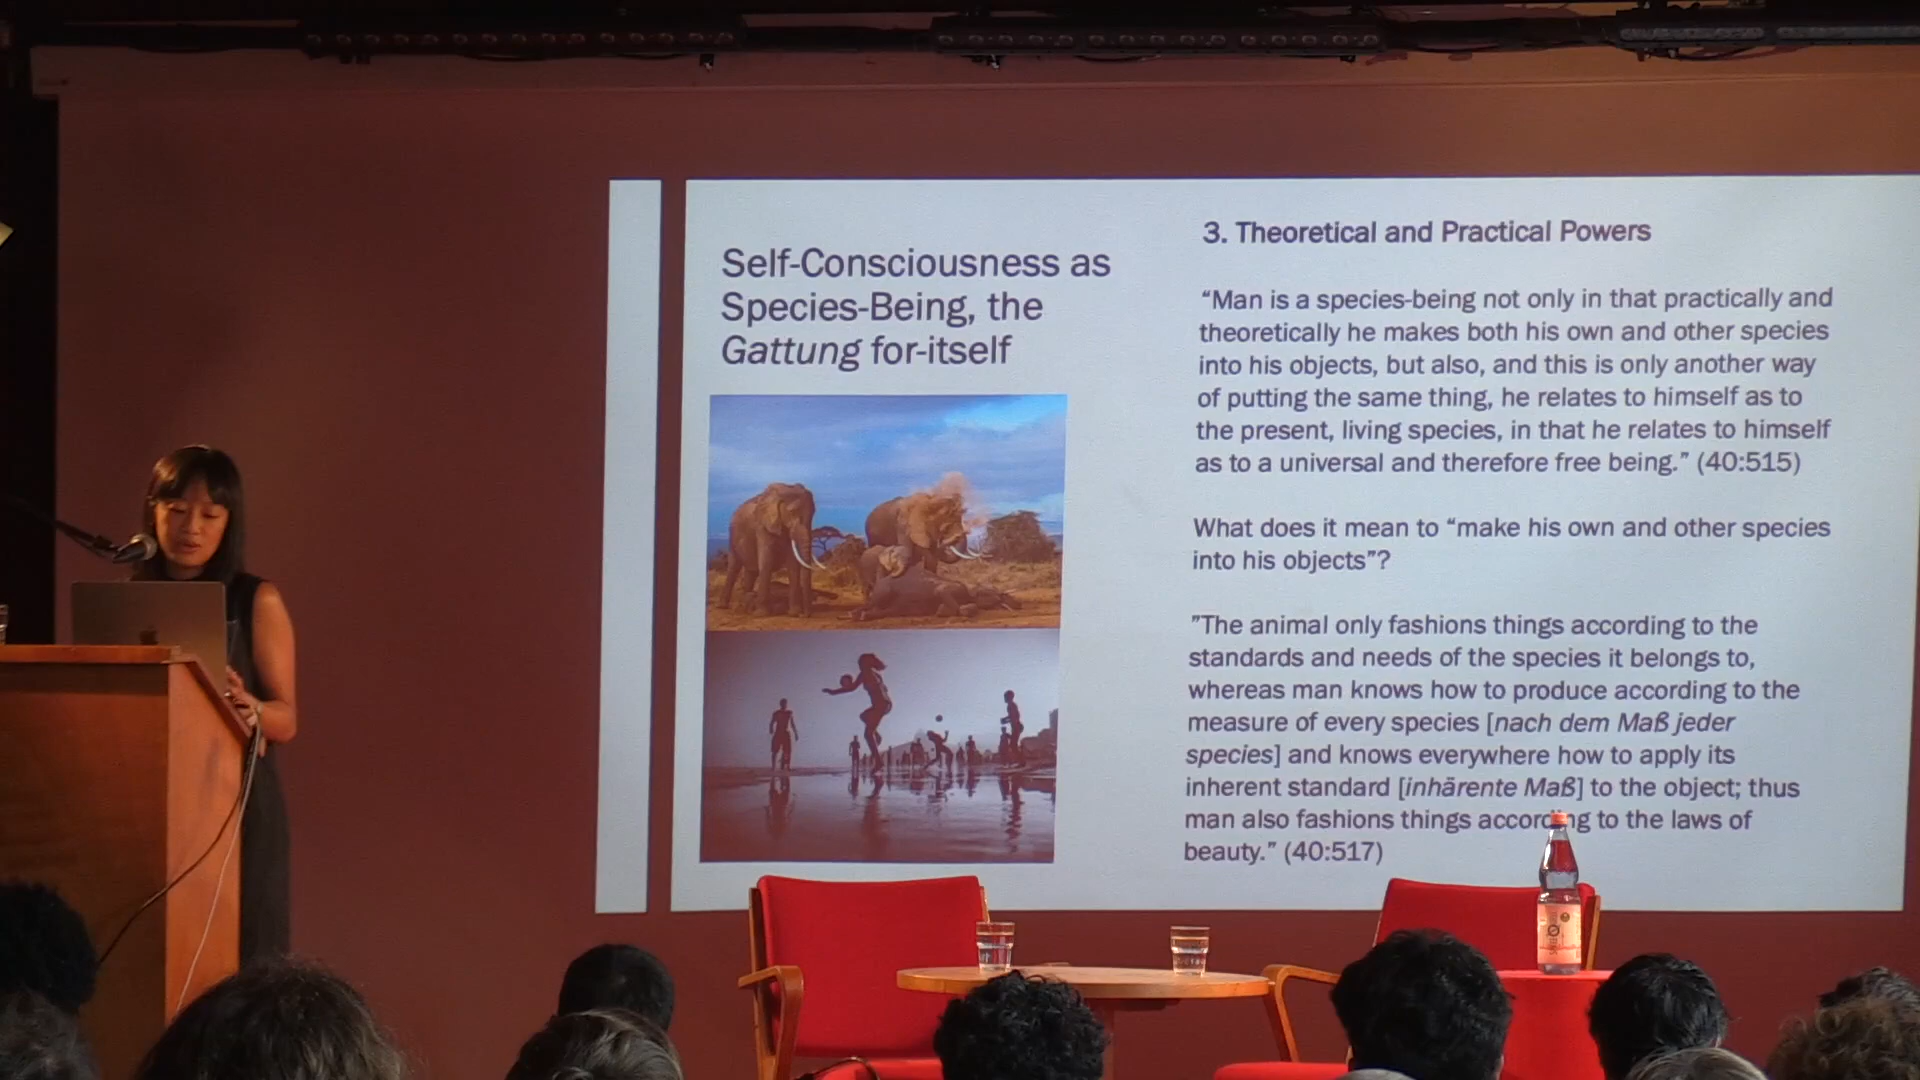 Self-Consciousness as
Species-Being, the
Gattung for-itself
3. Theoretical and Practical Powers
“Man is a species-being not only in that practically and
theoretically he makes both his own and other species
into his objects, but also, and this is only another way
of putting the same thing, he relates to himself as to
the present, living species, in that he relates to himself
as to a universal and therefore free being.” (40:515)
What does it mean to “make his own and other species
into his objects”?
”The animal only fashions things according to the
standards and needs of the species it belongs to,
whereas man knows how to produce according to the
measure of every species [nach dem Maß jeder
species] and knows everywhere how to apply its
inherent standard [inhärente Maß] to the object; thus
man also fashions things according to the laws of
beauty.” (40:517)